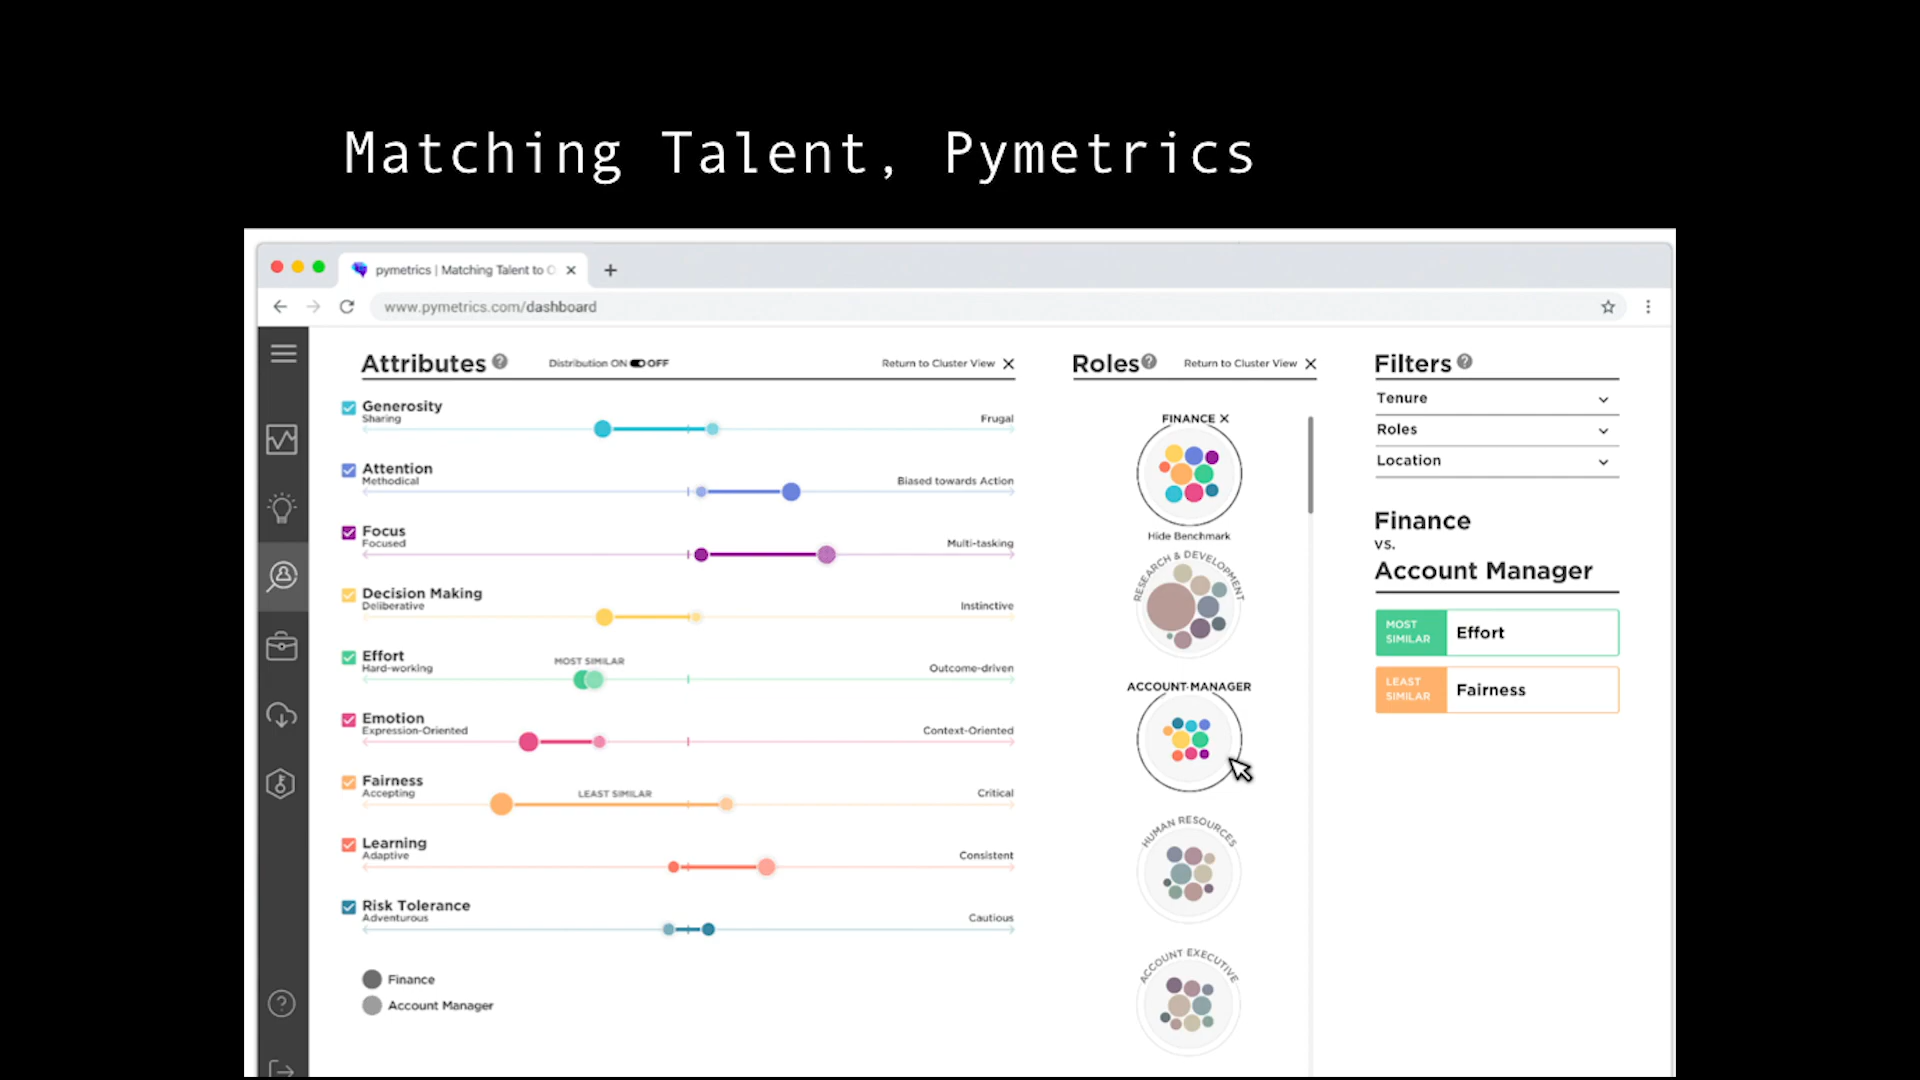 Matching Talent, Pymetrics
pymetrics | Matching Talent to O
www.pymetrics.com/dashboard
Attributes
Distribution ON OFF
Return to Cluster View
Generosity
Sharing
Frugal
Attention
Methodical
Biased towards Action
Focus
Focused
Multi-tasking
Decision Making
Deliberative
Instinctive
Effort
Hard-working
MOST SIMILAR
Outcome-driven
Emotion
Expression-Oriented
Context-Oriented
Fairness
Accepting
LEAST SIMILAR
Critical
Learning
Adaptive
Consistent
Risk Tolerance
Adventurous
Cautious
Finance
Account Manager
Roles
Return to Cluster View
FINANCE
Hide Benchmark
RESEARCH & DEVELOPMENT
ACCOUNT MANAGER
HUMAN RESOURCES
ACCOUNT EXECUTIVE
Filters
Tenure
Roles
Location
Finance
vs.
Account Manager
MOST
SIMILAR
Effort
LEAST
SIMILAR
Fairness